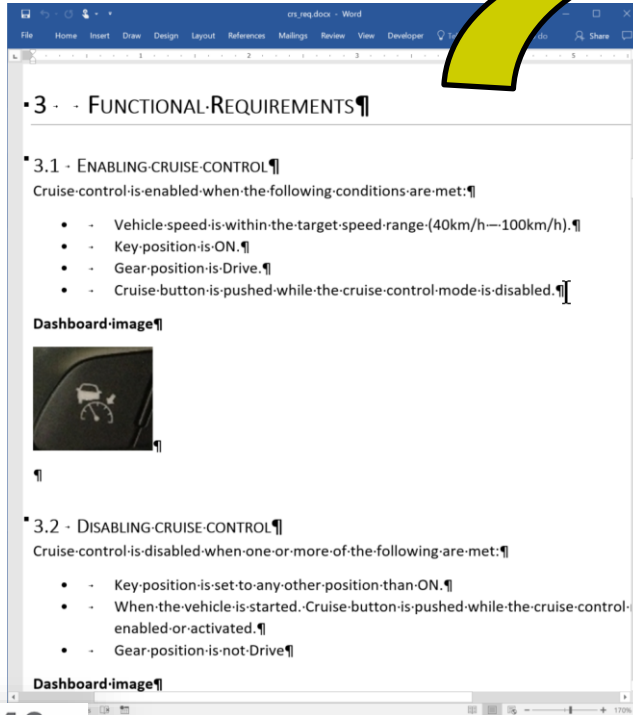 crs_req.docx - Word
File Home Insert Draw Design Layout References Mailings Review View Developer do Share
1 2 3 5
3 FUNCTIONAL·REQUIREMENTS¶
3.1 ENABLING·CRUISE·CONTROL¶
Cruise·control·is·enabled·when·the·following·conditions·are·met:¶
• → Vehicle·speed·is·within·the·target·speed·range·(40km/h·–·100km/h).¶
• → Key·position·is·ON.¶
• → Gear·position·is·Drive.¶
• → Cruise·button·is·pushed·while·the·cruise·control·mode·is·disabled.¶
Dashboard·image¶
¶
¶
3.2 DISABLING·CRUISE·CONTROL¶
Cruise·control·is·disabled·when·one·or·more·of·the·following·are·met:¶
• → Key·position·is·set·to·any·other·position·than·ON.¶
• → When·the·vehicle·is·started.·Cruise·button·is·pushed·while·the·cruise·control·
enabled·or·activated.¶
• → Gear·position·is·not·Drive¶
Dashboard·image¶
170%